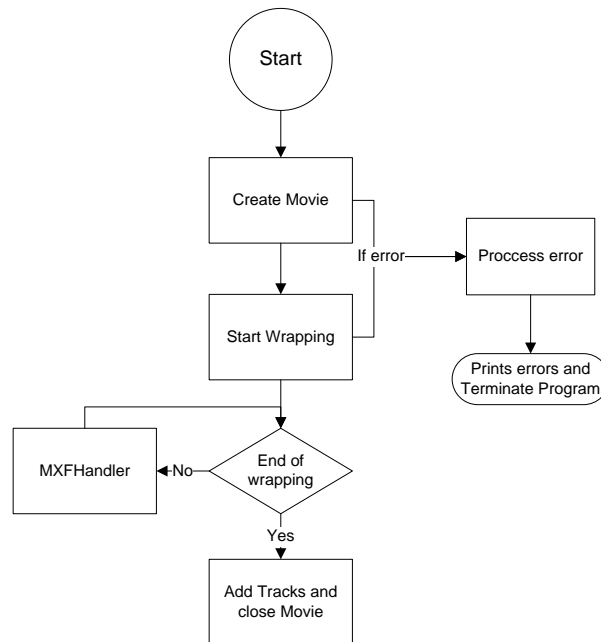 Start
Create Movie
If error
Proccess error
Start Wrapping
Prints errors and
Terminate Program
MXFHandler
No
End of
wrapping
Yes
Add Tracks and
close Movie